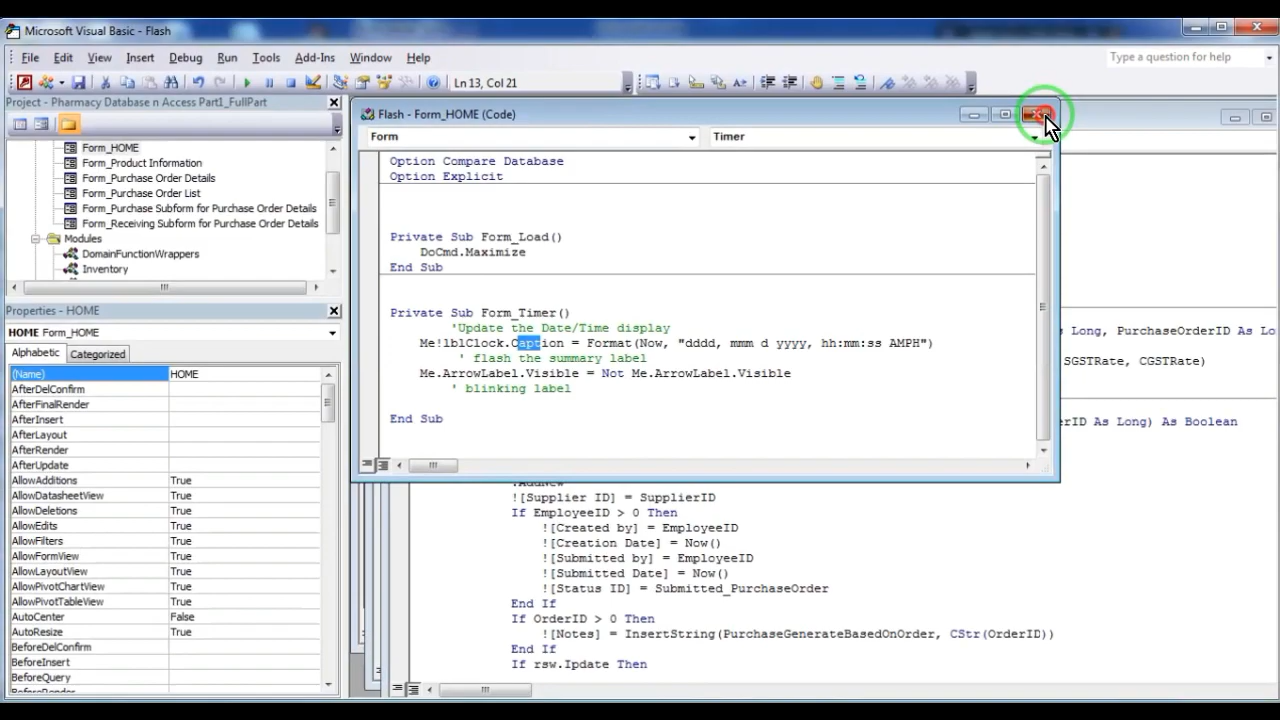 Microsoft Visual Basic - Flash
File Edit View Insert Debug Run Tools Add-Ins Window Help
Type a question for help
Ln 13, Col 21
Project - Pharmacy Database n Access Part1_FullPart
Form_HOME
Form_Product Information
Form_Purchase Order Details
Form_Purchase Order List
Form_Purchase Subform for Purchase Order Details
Form_Receiving Subform for Purchase Order Details
Modules
DomainFunctionWrappers
Inventory
Properties - HOME
HOME Form_HOME
Alphabetic Categorized
(Name) HOME
AfterDelConfirm
AfterFinalRender
AfterInsert
AfterLayout
AfterRender
AfterUpdate
AllowAdditions True
AllowDatasheetView True
AllowDeletions True
AllowEdits True
AllowFilters True
AllowFormView True
AllowLayoutView True
AllowPivotChartView True
AllowPivotTableView True
AutoCenter False
AutoResize True
BeforeDelConfirm
BeforeInsert
BeforeQuery
BeforeRender
Flash - Form_HOME (Code)
Form Timer
Option Compare Database
Option Explicit
Private Sub Form_Load()
DoCmd.Maximize
End Sub
Private Sub Form_Timer()
'Update the Date/Time display
Me!lblClock.Caption = Format(Now, "dddd, mmm d yyyy, hh:mm:ss AMPH")
' flash the summary label
Me.ArrowLabel.Visible = Not Me.ArrowLabel.Visible
' blinking label
End Sub
Long, PurchaseOrderID As Lo
SGSTRate, CGSTRate)
erID As Long) As Boolean
![Supplier ID] = SupplierID
If EmployeeID > 0 Then
![Created by] = EmployeeID
![Creation Date] = Now()
![Submitted by] = EmployeeID
![Submitted Date] = Now()
![Status ID] = Submitted_PurchaseOrder
End If
If OrderID > 0 Then
![Notes] = InsertString(PurchaseGenerateBasedOnOrder, CStr(OrderID))
End If
If rsw.Ipdate Then